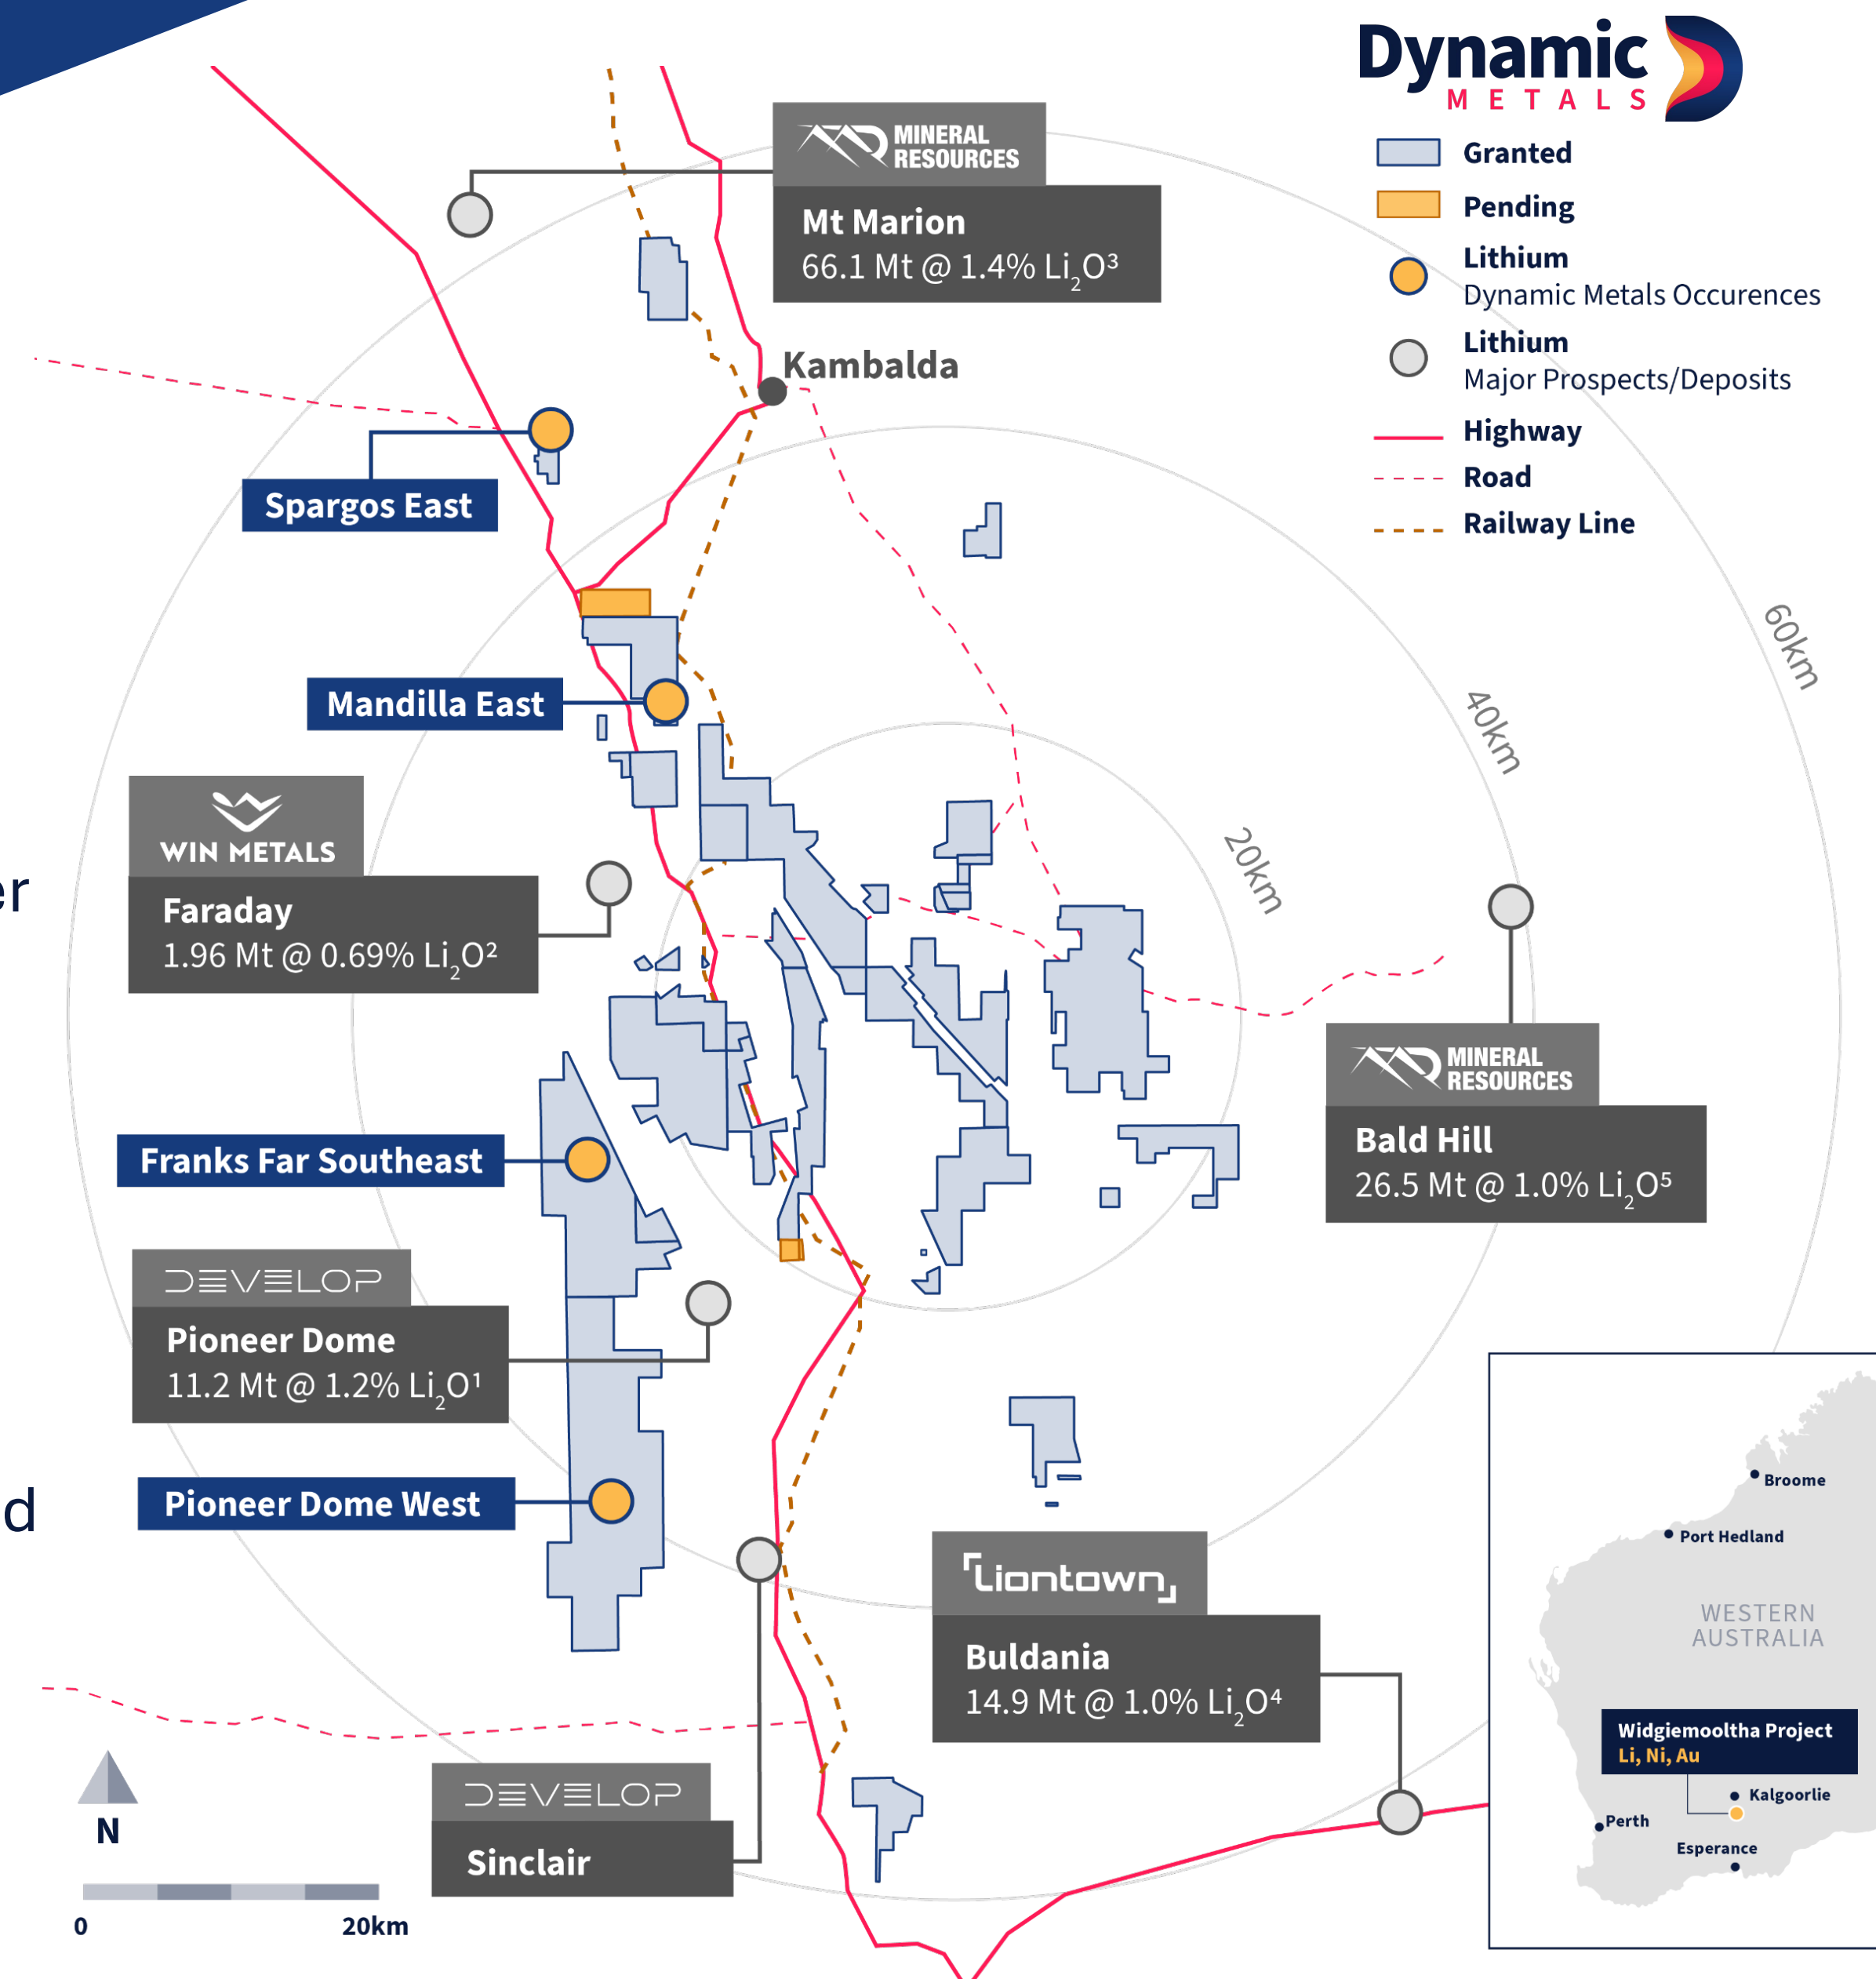 Dynamic
METALS
Granted
Pending
Lithium
Dynamic Metals Occurences
Lithium
Major Prospects/Deposits
Highway
Road
Railway Line
MINERAL
RESOURCES
Mt Marion
66.1 Mt @ 1.4% Li₂O³
Kambalda
Spargos East
60km
40km
20km
Mandilla East
WIN METALS
Faraday
1.96 Mt @ 0.69% Li₂O²
er
MINERAL
RESOURCES
Bald Hill
26.5 Mt @ 1.0% Li₂O⁵
Franks Far Southeast
DEVELOP
Pioneer Dome
11.2 Mt @ 1.2% Li₂O¹
d
Pioneer Dome West
Liontown
Buldania
14.9 Mt @ 1.0% Li₂O⁴
DEVELOP
Sinclair
N
0 20km
Broome
Port Hedland
WESTERN
AUSTRALIA
Widgiemooltha Project
Li, Ni, Au
Kalgoorlie
Perth
Esperance